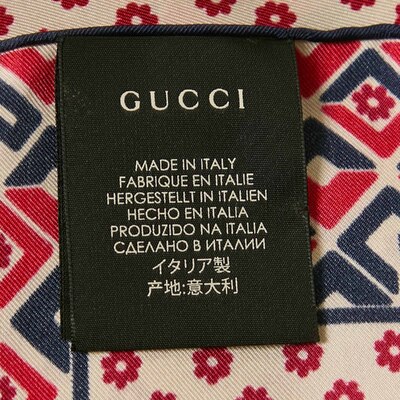 GUCCI
MADE IN ITALY
FABRIQUE EN ITALIE
HERGESTELLT IN ITALIEN
HECHO EN ITALIA
PRODUZIDO NA ITALIA
СДЕЛАНО В ИТАЛИИ
イタリア製
产地:意大利